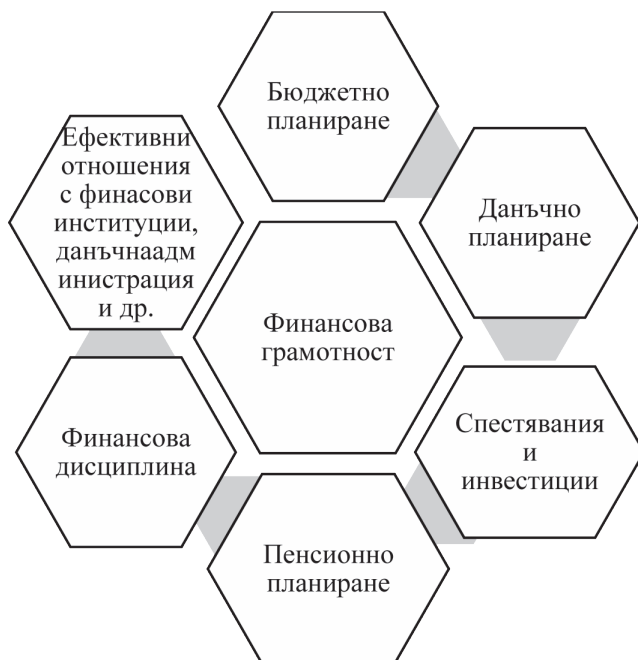 Бюджетно
планиране
Ефективни
отношения
с финасови
институции,
данъчнаадм
инистрация
и др.
Данъчно
планиране
Финансова
грамотност
Финансова
дисциплина
Спестявания
и
инвестиции
Пенсионно
планиране